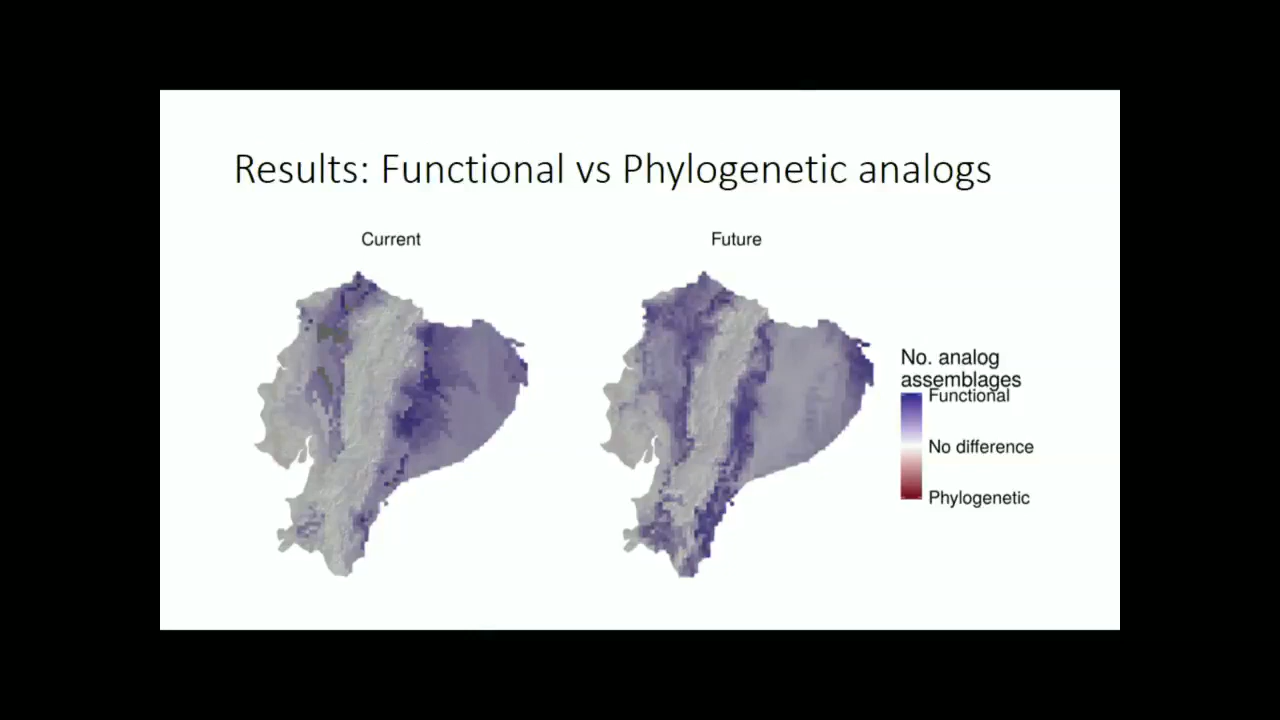 Results: Functional vs Phylogenetic analogs
Current
Future
No. analog
assemblages
Functional
No difference
Phylogenetic